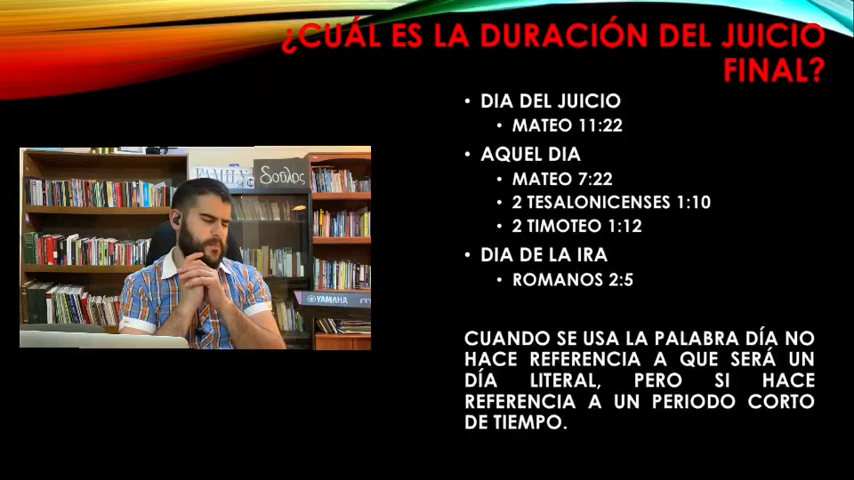 ¿CUÁL ES LA DURACIÓN DEL JUICIO
FINAL?
• DIA DEL JUICIO
• MATEO 11:22
• AQUEL DIA
• MATEO 7:22
• 2 TESALONICENSES 1:10
• 2 TIMOTEO 1:12
• DIA DE LA IRA
• ROMANOS 2:5
CUANDO SE USA LA PALABRA DÍA NO
HACE REFERENCIA A QUE SERÁ UN
DÍA LITERAL, PERO SI HACE
REFERENCIA A UN PERIODO CORTO
DE TIEMPO.
FAMILY
δοῦλος
YAMAHA